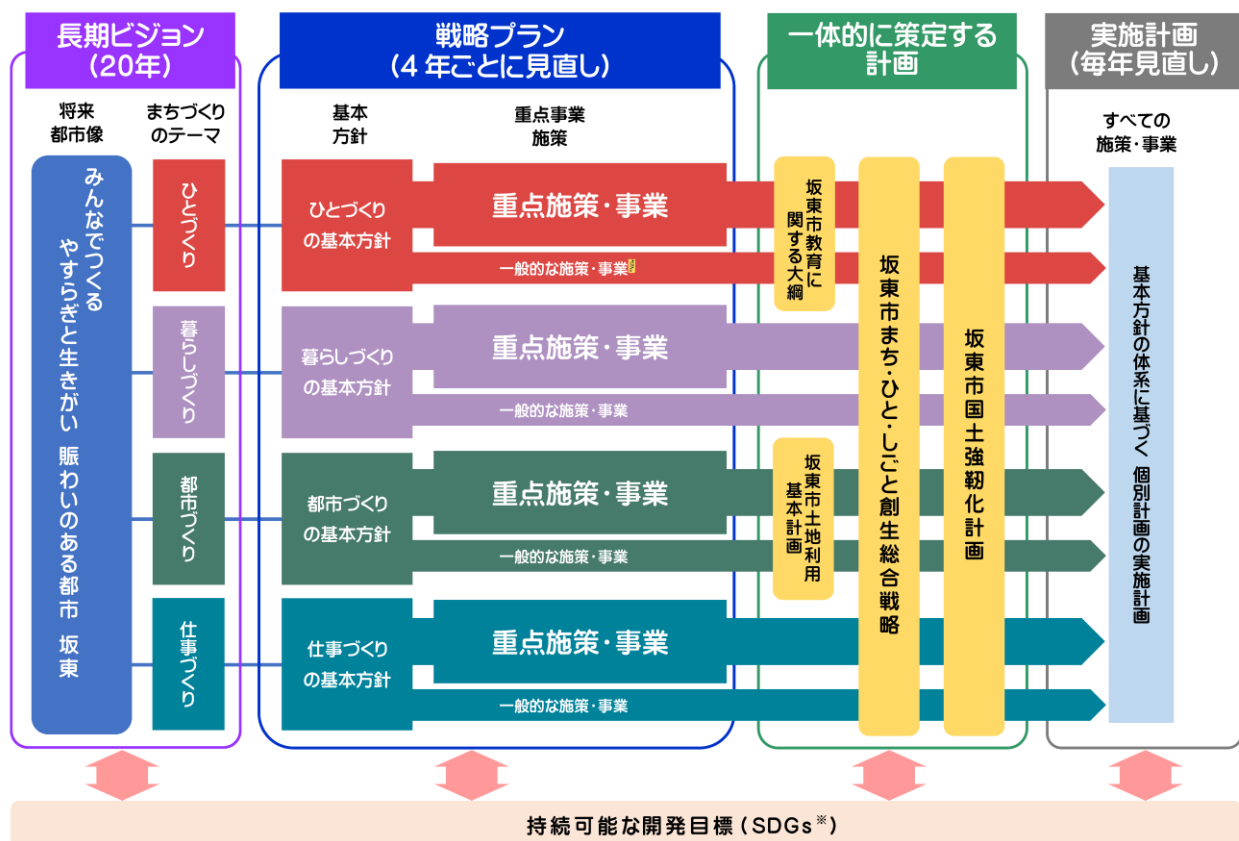 長期ビジョン
(20年)
戦略プラン
(4年ごとに見直し)
一体的に策定する
計画
実施計画
(毎年見直し)
将来
都市像
まちづくり
のテーマ
基本
方針
重点事業
施策
すべての
施策・事業
みんなでつくる
やすらぎと生きがい 賑わいのある都市 坂東
ひとづくり
ひとづくり
の基本方針
重点施策・事業
一般的な施策・事業
暮らしづくり
暮らしづくり
の基本方針
重点施策・事業
一般的な施策・事業
都市づくり
都市づくり
の基本方針
重点施策・事業
一般的な施策・事業
仕事づくり
仕事づくり
の基本方針
重点施策・事業
一般的な施策・事業
坂東市教育に
関する大綱
坂東市土地利用
基本計画
坂東市まち・ひと・しごと創生総合戦略
坂東市国土強靭化計画
基本方針の体系に基づく 個別計画の実施計画
持続可能な開発目標(SDGs※)